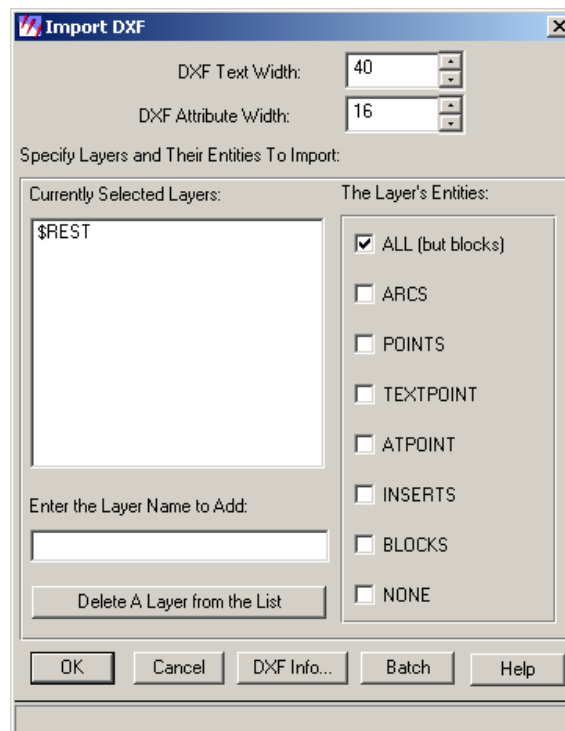 Import DXF
DXF Text Width: 40
DXF Attribute Width: 16
Specify Layers and Their Entities To Import:
Currently Selected Layers:
$REST
Enter the Layer Name to Add:
Delete A Layer from the List
The Layer's Entities:
ALL (but blocks)
ARCS
POINTS
TEXTPOINT
ATPOINT
INSERTS
BLOCKS
NONE
OK Cancel DXF Info... Batch Help